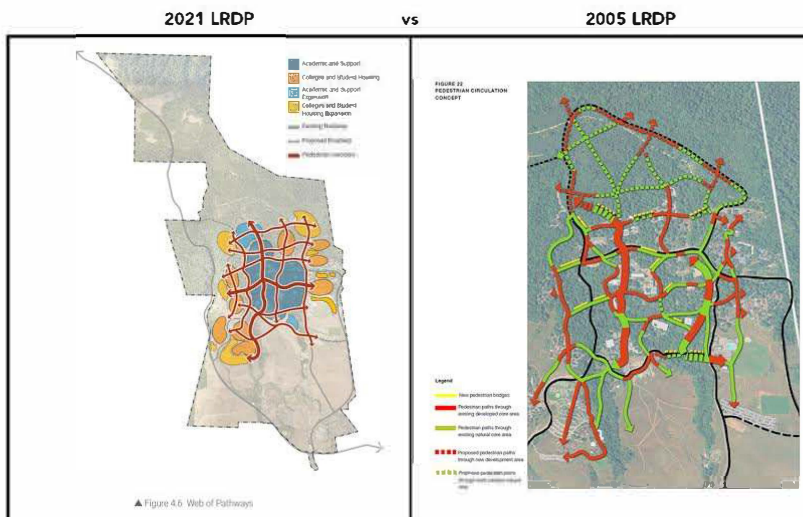 2021 LRDP vs 2005 LRDP
Academic and Support
Colleges and Student Housing
Academic and Support
Expansion
Colleges and Student
Housing Expansion
Existing Roadway
Proposed Roadway
Pedestrian
▲ Figure 4.6 Web of Pathways
FIGURE 22
PEDESTRIAN CIRCULATION
CONCEPT
Legend
New pedestrian bridges
Pedestrian paths through
existing developed core area
Pedestrian paths through
existing natural core area
Proposed pedestrian paths
through new development area
Proposed pedestrian paths